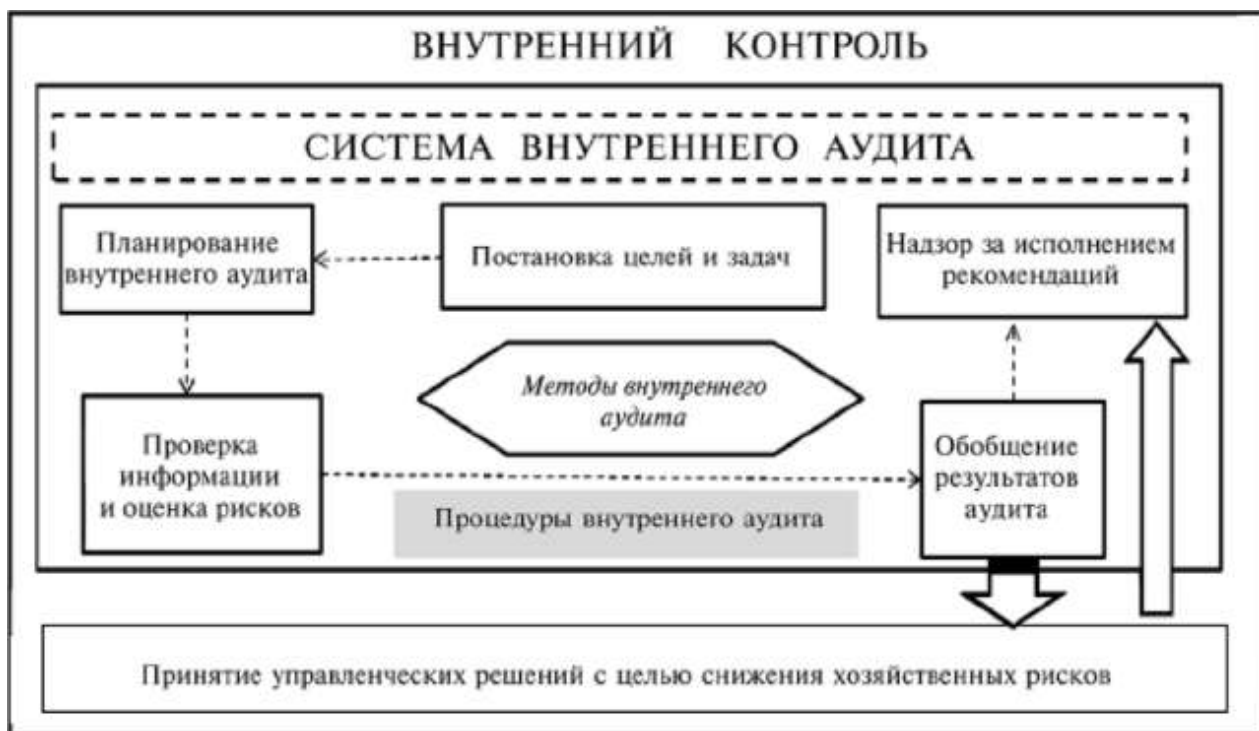 ВНУТРЕННИЙ КОНТРОЛЬ
СИСТЕМА ВНУТРЕННЕГО АУДИТА
Планирование
внутреннего аудита
Постановка целей и задач
Надзор за исполнением
рекомендаций
Методы внутреннего
аудита
Проверка
информации
и оценка рисков
Обобщение
результатов
аудита
Процедуры внутреннего аудита
Принятие управленческих решений с целью снижения хозяйственных рисков